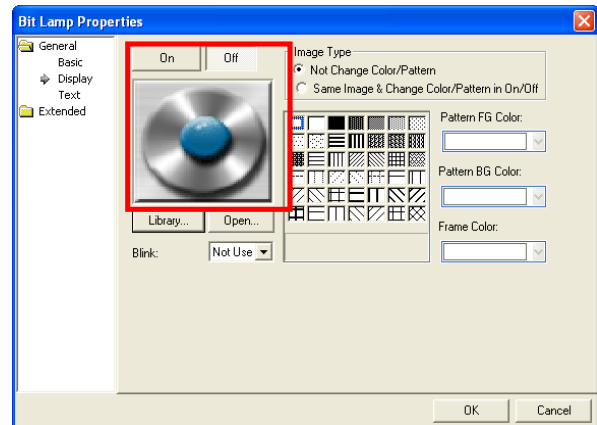 Bit Lamp Properties
General
Basic
Display
Text
Extended
On
Off
Library...
Open...
Blink:
Not Use
Image Type
Not Change Color/Pattern
Same Image & Change Color/Pattern in On/Off
Pattern FG Color:
Pattern BG Color:
Frame Color:
OK
Cancel